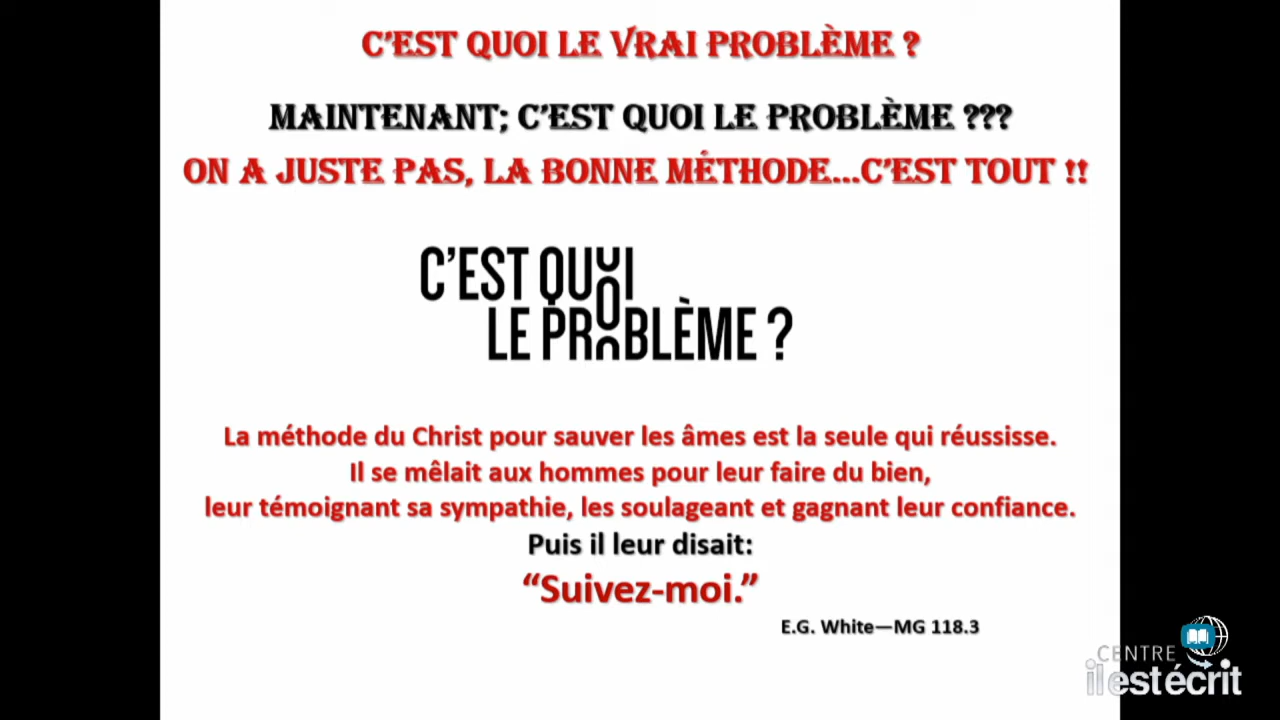 C'EST QUOI LE VRAI PROBLÈME ?
MAINTENANT; C'EST QUOI LE PROBLÈME ???
ON A JUSTE PAS, LA BONNE MÉTHODE...C'EST TOUT !!
C'EST QUOI
LE PROBLÈME ?
La méthode du Christ pour sauver les âmes est la seule qui réussisse.
Il se mêlait aux hommes pour leur faire du bien,
leur témoignant sa sympathie, les soulageant et gagnant leur confiance.
Puis il leur disait:
“Suivez-moi.”
E.G. White—MG 118.3
CENTRE
il est écrit